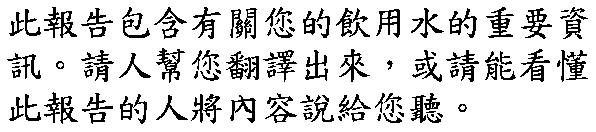 此報告包含有關您的飲用水的重要資
訊。請人幫您翻譯出來，或請能看懂
此報告的人將內容說給您聽。